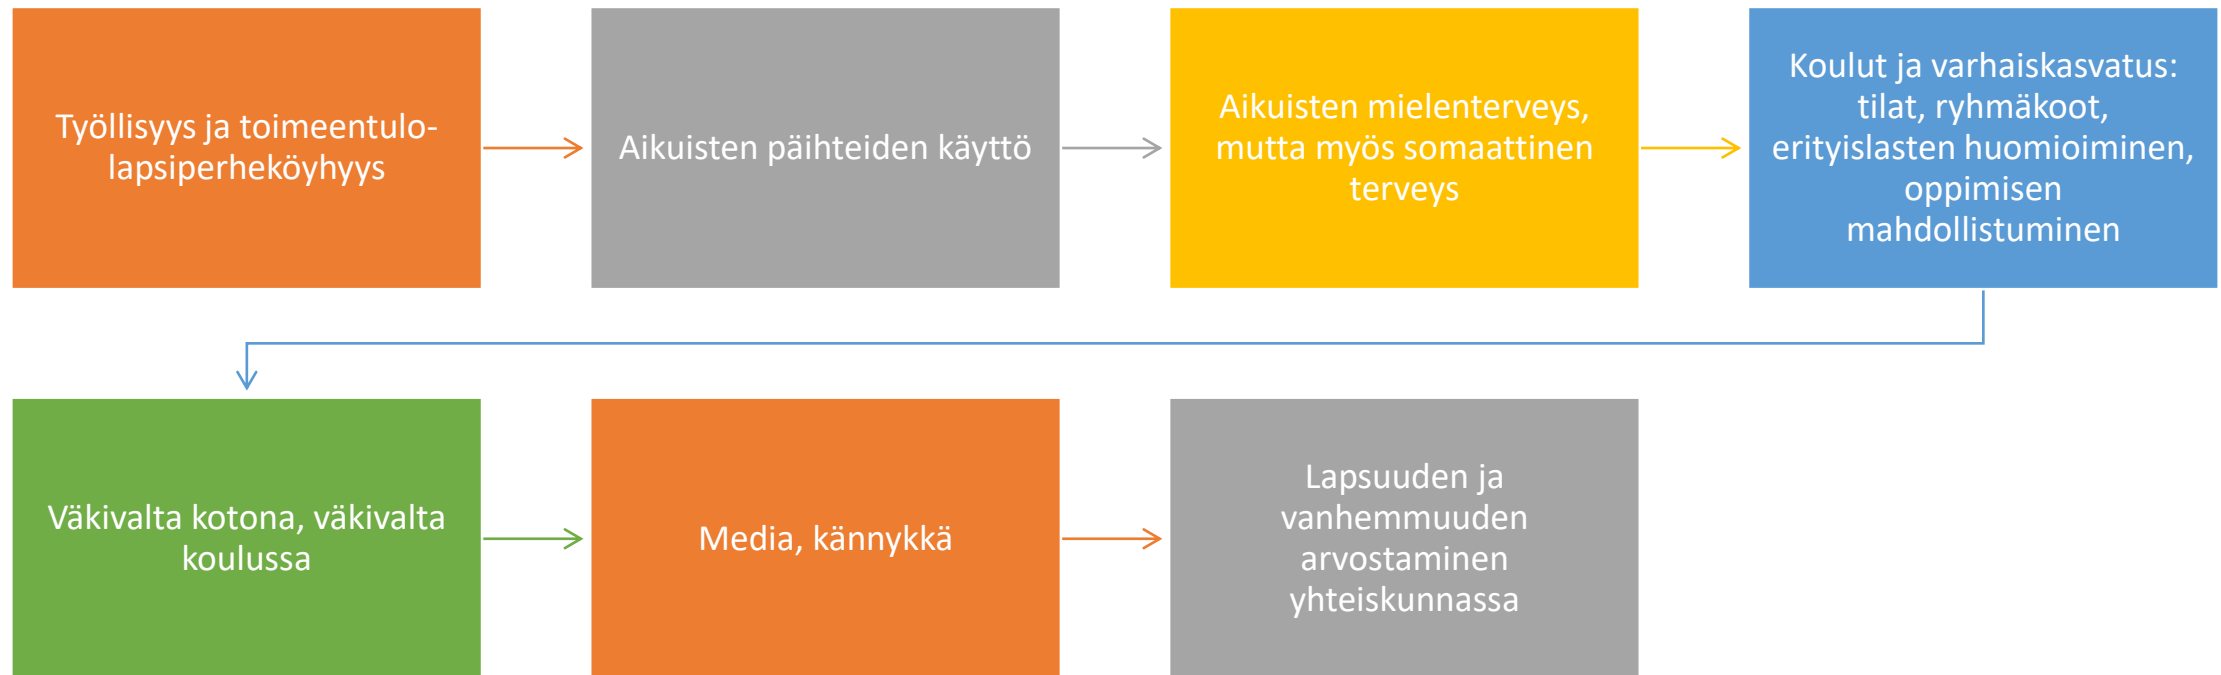 Työllisyys ja toimeentulo-
lapsiperheköyhyys
Aikuisten päihteiden käyttö
Aikuisten mielenterveys,
mutta myös somaattinen
terveys
Koulut ja varhaiskasvatus:
tilat, ryhmäkoot,
erityislasten huomioiminen,
oppimisen
mahdollistuminen
Väkivalta kotona, väkivalta
koulussa
Media, kännykkä
Lapsuuden ja
vanhemmuuden
arvostaminen
yhteiskunnassa